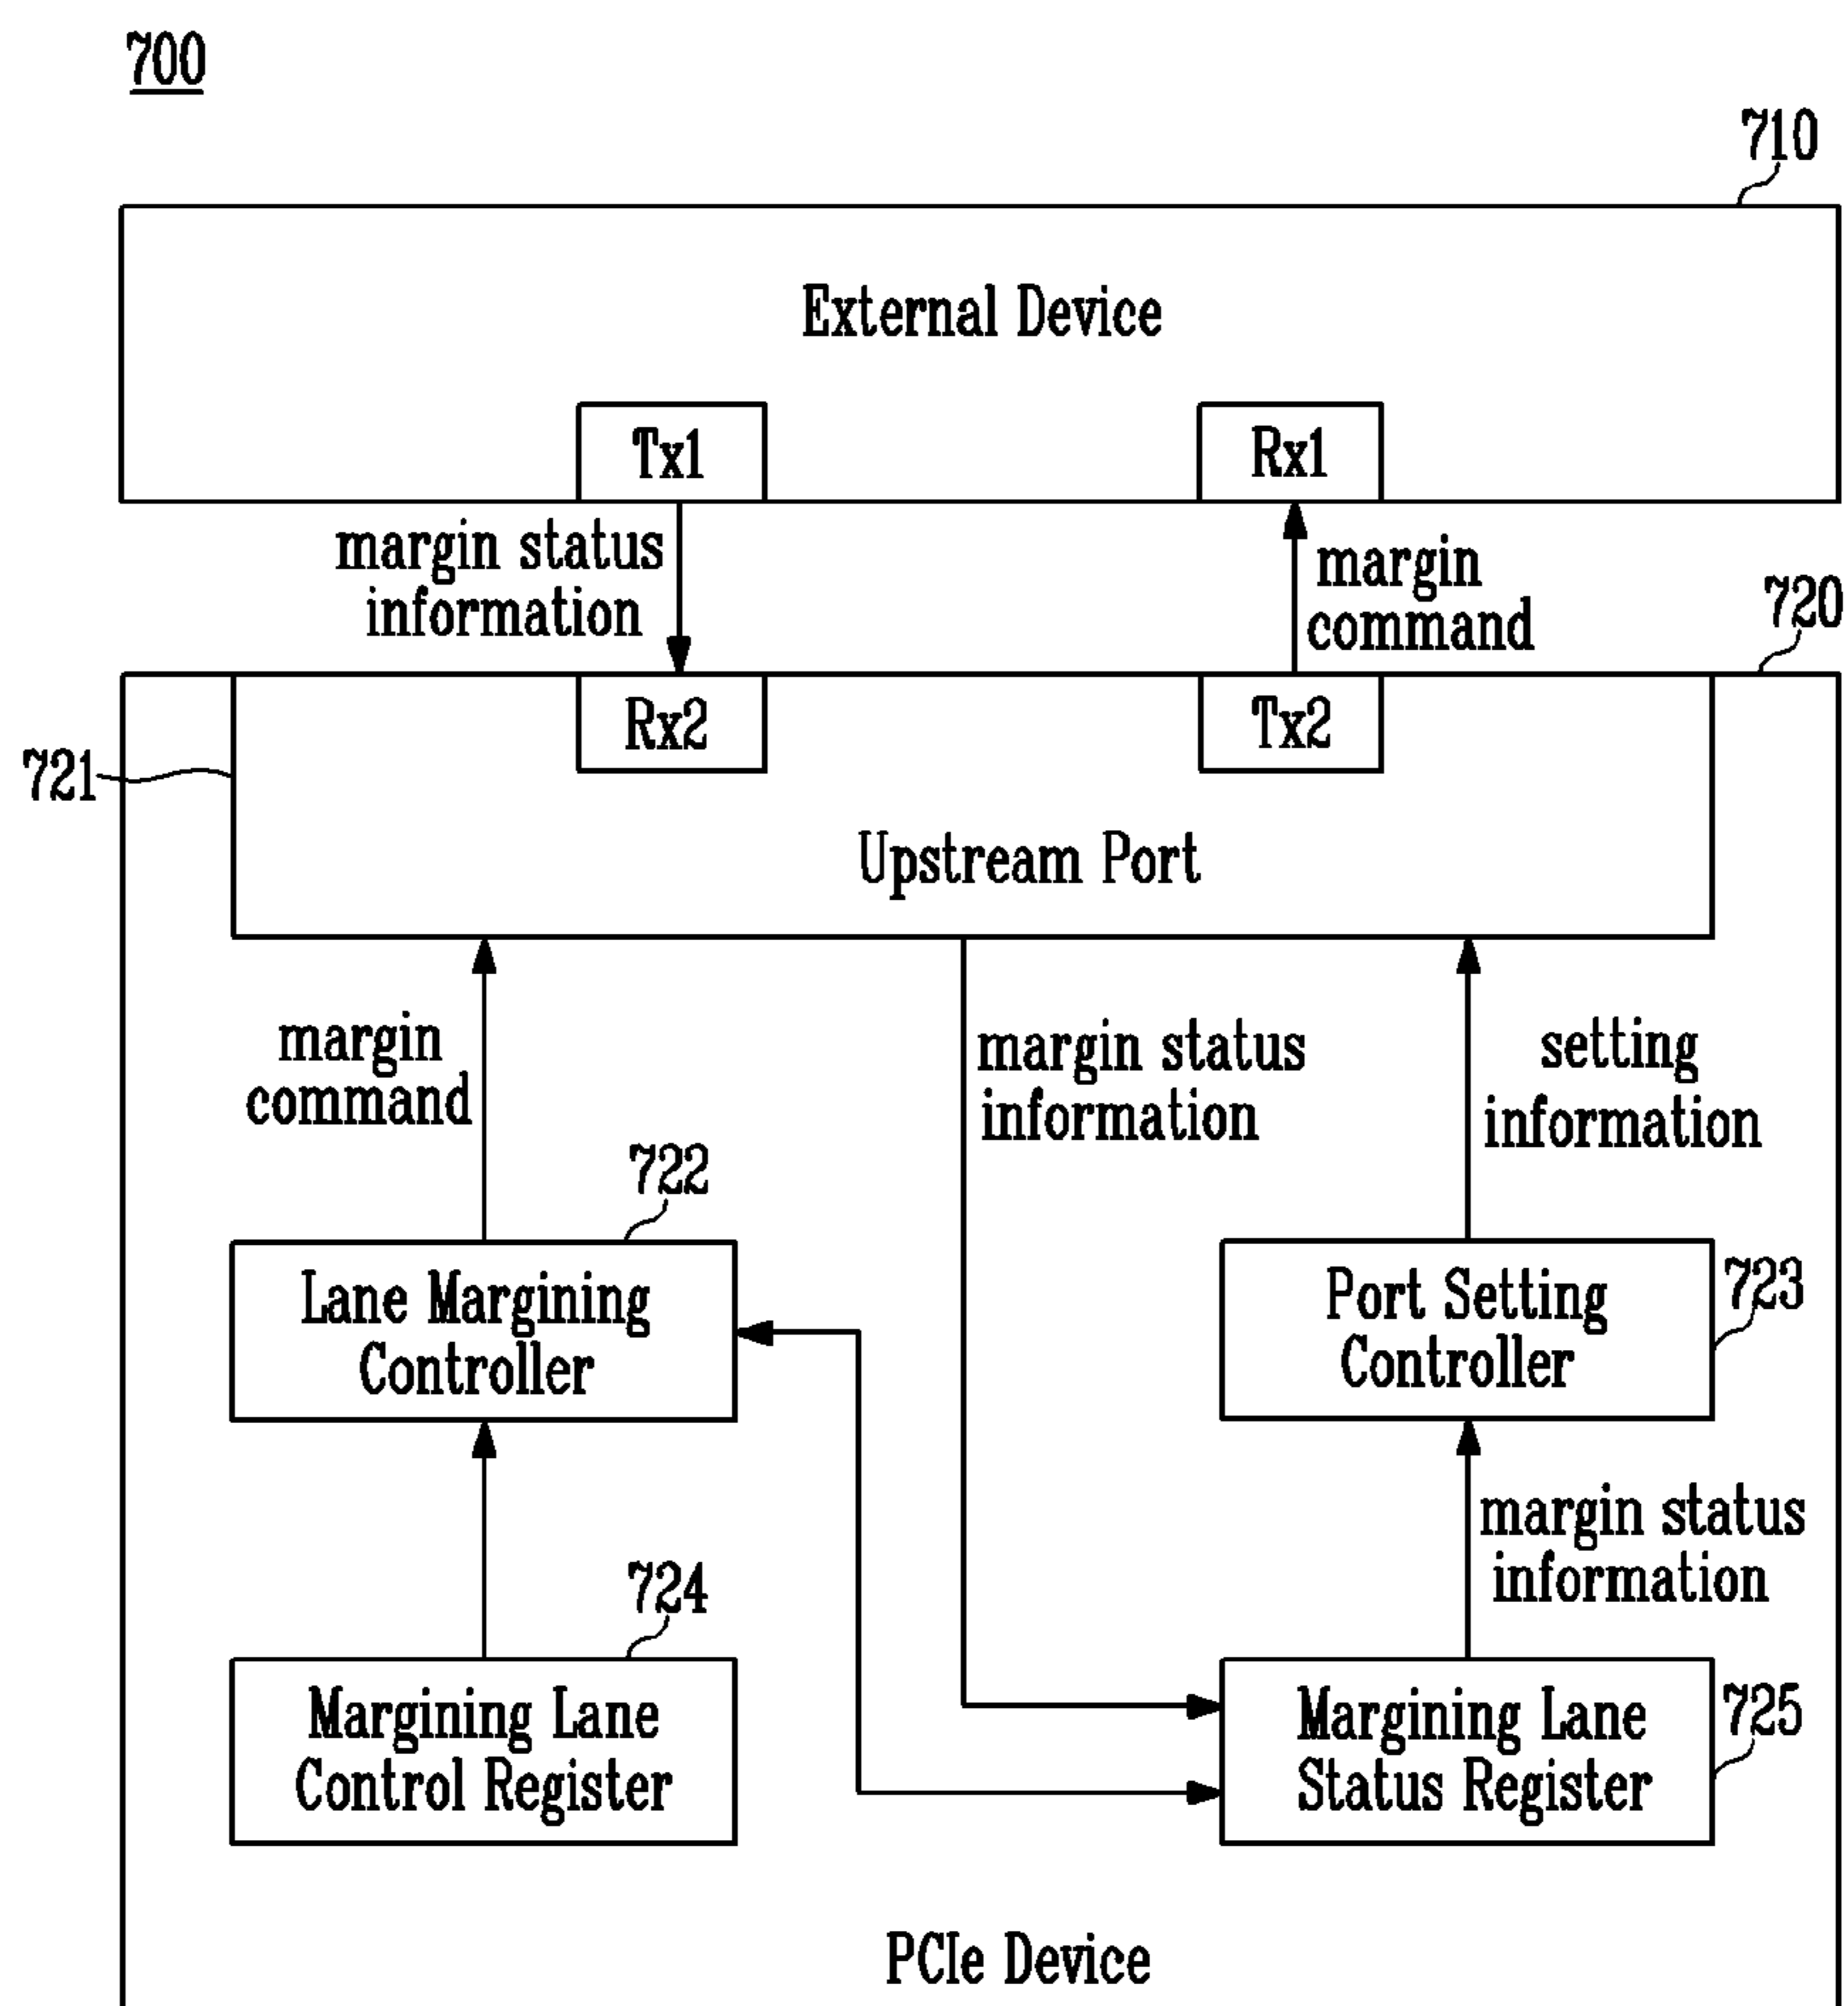 700
710
External Device
Tx1
Rx1
margin status
information
margin
command
720
Rx2
Tx2
721
Upstream Port
margin
command
margin status
information
setting
information
722
Lane Margining
Controller
Port Setting
Controller
723
margin status
information
724
Margining Lane
Control Register
Margining Lane
Status Register
725
PCIe Device